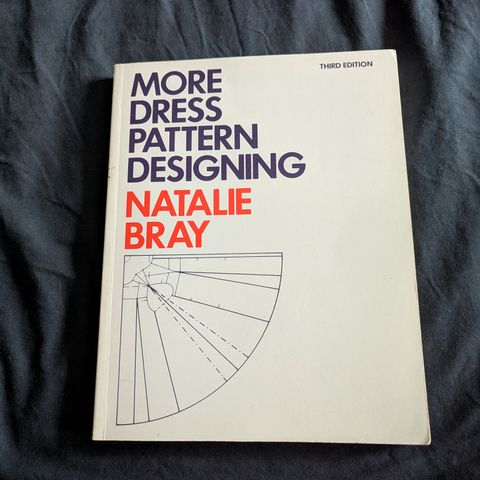 THIRD EDITION
MORE
DRESS
PATTERN
DESIGNING
NATALIE
BRAY